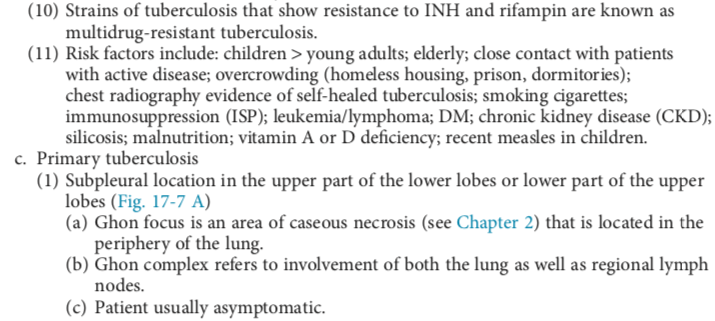 (10) Strains of tuberculosis that show resistance to INH and rifampin are known as
multidrug-resistant tuberculosis.
(11) Risk factors include: children > young adults; elderly; close contact with patients
with active disease; overcrowding (homeless housing, prison, dormitories);
chest radiography evidence of self-healed tuberculosis; smoking cigarettes;
immunosuppression (ISP); leukemia/lymphoma; DM; chronic kidney disease (CKD);
silicosis; malnutrition; vitamin A or D deficiency; recent measles in children.
c. Primary tuberculosis
(1) Subpleural location in the upper part of the lower lobes or lower part of the upper
lobes (Fig. 17-7 A)
(a) Ghon focus is an area of caseous necrosis (see Chapter 2) that is located in the
periphery of the lung.
(b) Ghon complex refers to involvement of both the lung as well as regional lymph
nodes.
(c) Patient usually asymptomatic.